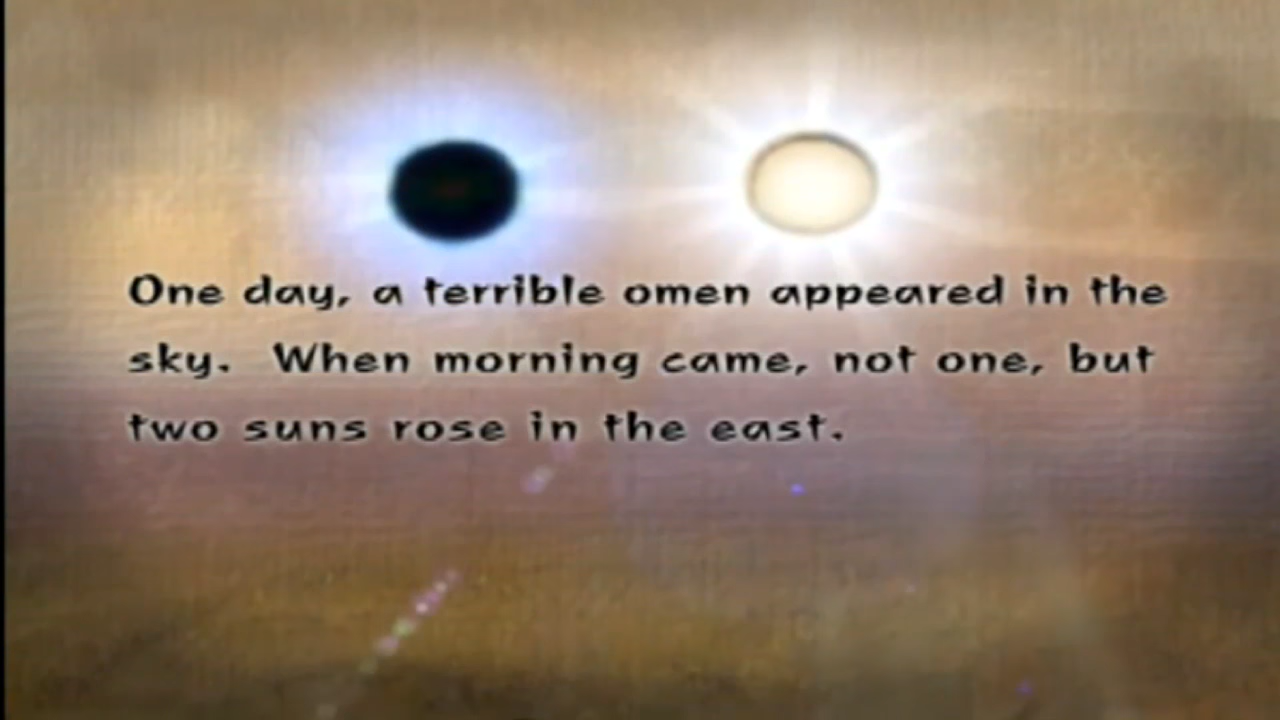 One day, a terrible omen appeared in the
sky.  When morning came, not one, but
two suns rose in the east.